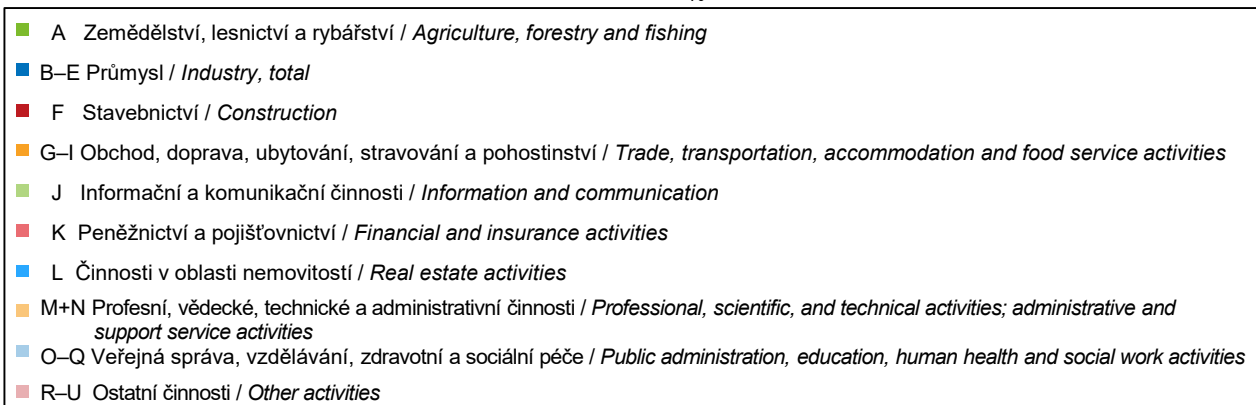 A Zemědělství, lesnictví a rybářství / Agriculture, forestry and fishing
B–E Průmysl / Industry, total
F Stavebnictví / Construction
G–I Obchod, doprava, ubytování, stravování a pohostinství / Trade, transportation, accommodation and food service activities
J Informační a komunikační činnosti / Information and communication
K Peněžnictví a pojišťovnictví / Financial and insurance activities
L Činnosti v oblasti nemovitostí / Real estate activities
M+N Profesní, vědecké, technické a administrativní činnosti / Professional, scientific, and technical activities; administrative and
support service activities
O–Q Veřejná správa, vzdělávání, zdravotní a sociální péče / Public administration, education, human health and social work activities
R–U Ostatní činnosti / Other activities